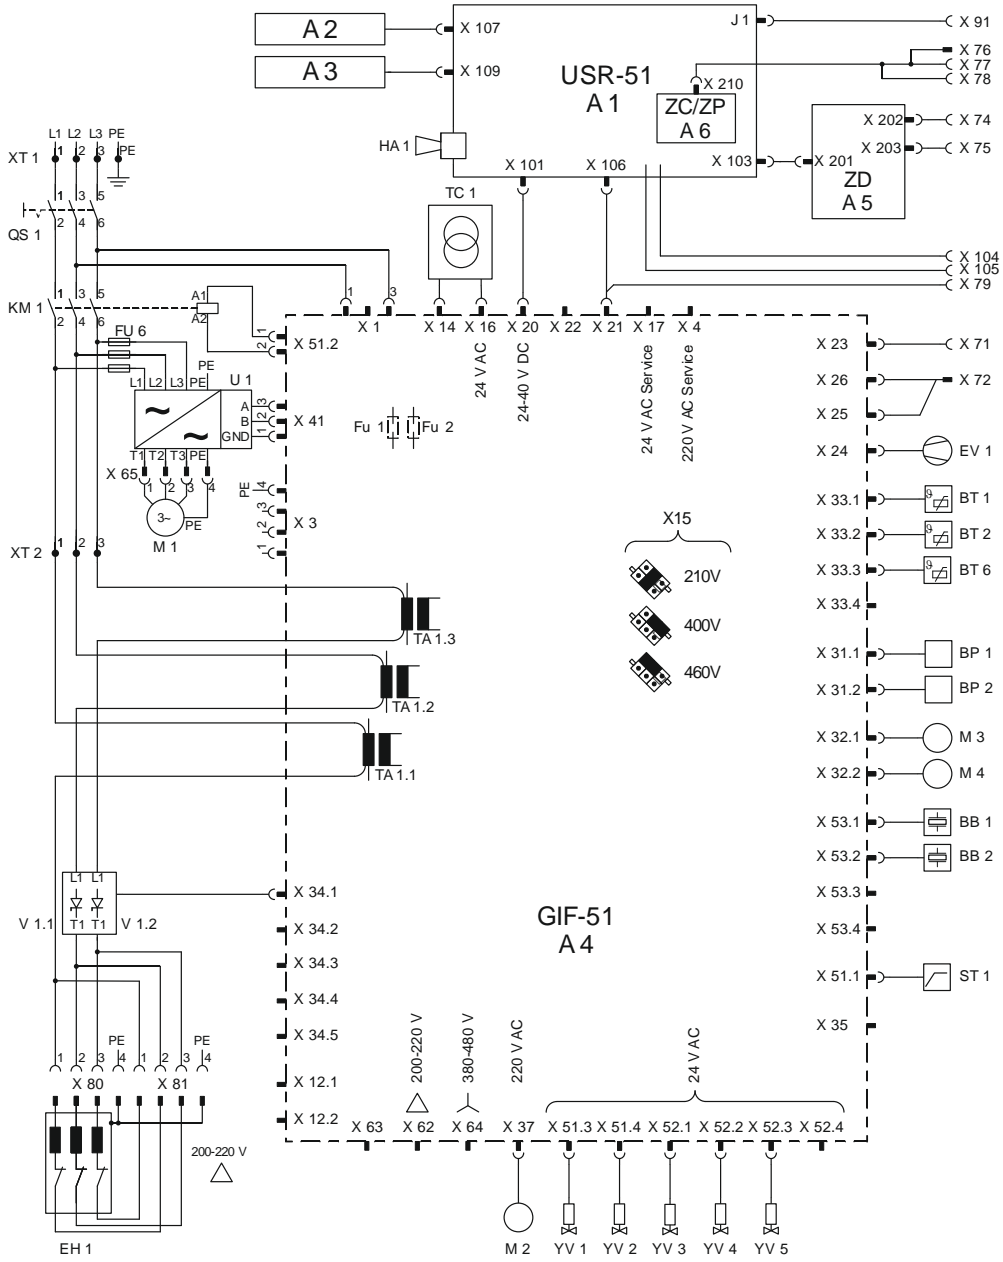 A 2
X 107
A 3
X 109
USR-51
A 1
J 1
X 91
X 76
X 77
X 78
X 210
ZC/ZP
A 6
HA 1
X 101
X 106
X 103
X 201
X 202
X 74
X 203
X 75
ZD
A 5
L1 L2 L3 PE
XT 1
1 2 3 PE
1 3 5
QS 1
2 4 6
TC 1
X 104
X 105
X 79
1 3 5
KM 1
2 4 6
A1
A2
1 3
X 1
X 14
X 16
X 20
X 22
X 21
X 17
X 4
24 V AC
24-40 V DC
24 V AC Service
220 V AC Service
1
2
X 51.2
FU 6
L1 L2 L3 PE
PE
U 1
~
~
A 3
B 2
GND 1
X 41
T1 T2 T3 PE
X 65
1 2 3 4
3~
PE
M 1
Fu 1
Fu 2
PE 4
3
2
1
X 3
XT 2
1 2 3
X15
210V
400V
460V
X 23
X 71
X 26
X 72
X 25
X 24
EV 1
X 33.1
ϑ
BT 1
X 33.2
ϑ
BT 2
X 33.3
ϑ
BT 6
X 33.4
X 31.1
BP 1
X 31.2
BP 2
X 32.1
M 3
X 32.2
M 4
X 53.1
BB 1
X 53.2
BB 2
X 53.3
X 53.4
X 51.1
ST 1
X 35
TA 1.3
TA 1.2
TA 1.1
L1 L1
T1 T1
V 1.1
V 1.2
X 34.1
X 34.2
X 34.3
X 34.4
X 34.5
X 12.1
X 12.2
GIF-51
A 4
PE
PE
1 2 3 4 1 2 3 4
X 80
X 81
200-220 V
EH 1
200-220 V
380-480 V
220 V AC
24 V AC
X 63
X 62
X 64
X 37
X 51.3
X 51.4
X 52.1
X 52.2
X 52.3
X 52.4
M 2
YV 1
YV 2
YV 3
YV 4
YV 5